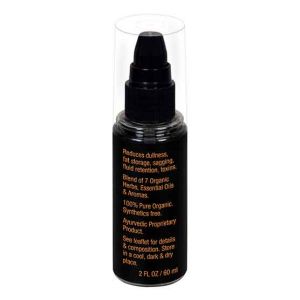 Reduces dullness,
fat storage, sagging,
fluid retention, toxins.
Blend of 7 Organic
Herbs, Essential Oils
& Aromas.
100% Pure Organic.
Synthetics free.
Ayurvedic Proprietary
Product.
See leaflet for details
& composition. Store
in a cool, dark & dry
place.
2 FL OZ/ 60 ml